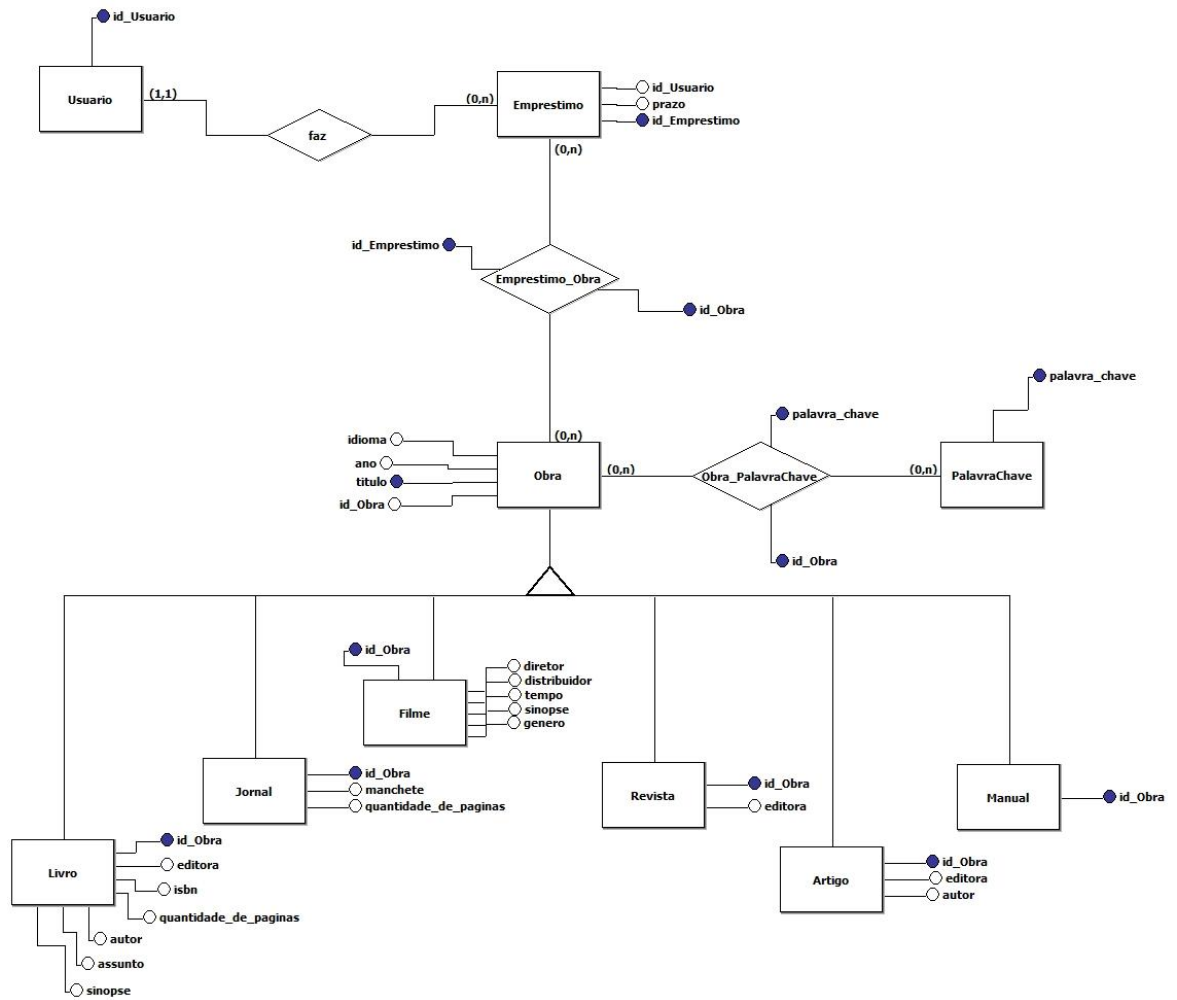 id_Usuario
Usuario
(1,1)
faz
(0,n)
Emprestimo
id_Usuario
prazo
id_Emprestimo
(0,n)
id_Emprestimo
Emprestimo_Obra
id_Obra
(0,n)
idioma
ano
titulo
id_Obra
Obra
(0,n)
palavra_chave
Obra_PalavraChave
id_Obra
(0,n)
palavra_chave
PalavraChave
id_Obra
Filme
diretor
distribuidor
tempo
sinopse
genero
Jornal
id_Obra
manchete
quantidade_de_paginas
Revista
id_Obra
editora
Manual
id_Obra
Livro
id_Obra
editora
isbn
quantidade_de_paginas
autor
assunto
sinopse
Artigo
id_Obra
editora
autor